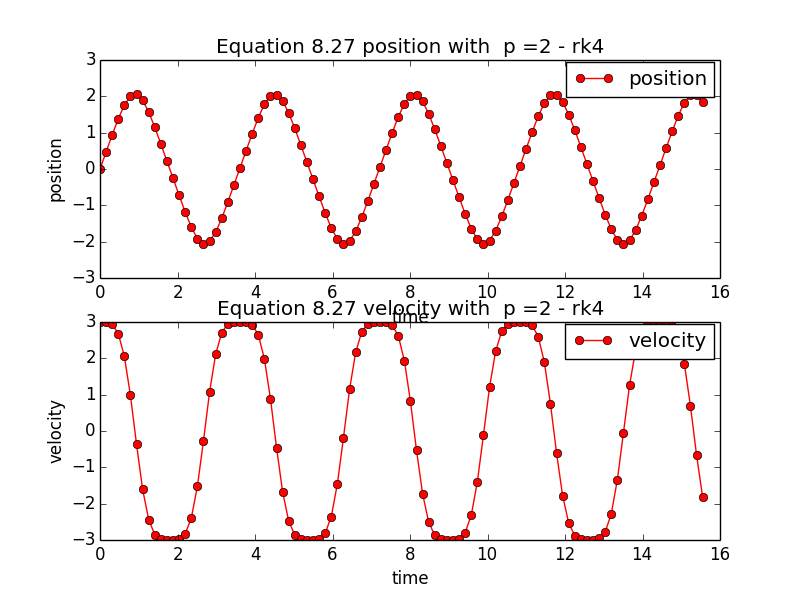 Equation 8.27 position with  p =2 - rk4
3
2
1
0
−1
−2
−3
position
position
0 2 4 6 8 10 12 14 16
time
Equation 8.27 velocity with  p =2 - rk4
3
2
1
0
−1
−2
−3
velocity
velocity
0 2 4 6 8 10 12 14 16
time